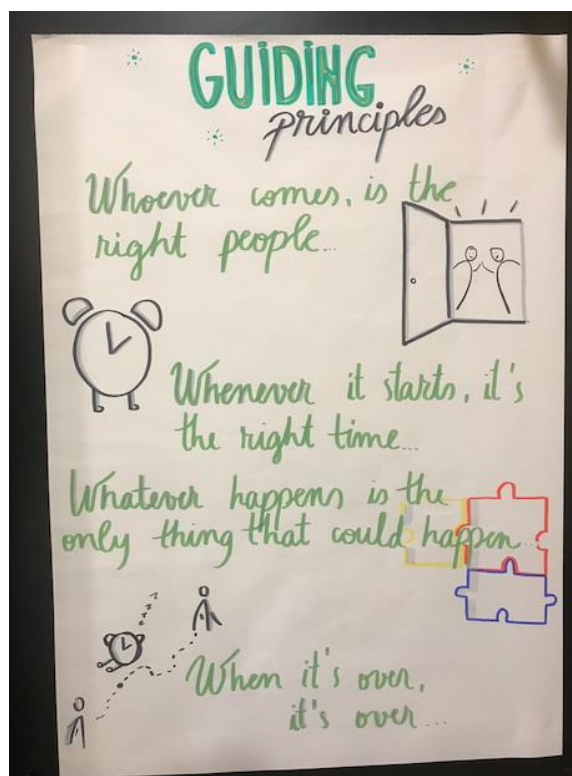 GUiDiNG
principles
Whoever comes, is the
right people...
Whenever it starts, it's
the right time...
Whatever happens is the
only thing that could happen...
When it's over,
it's over...